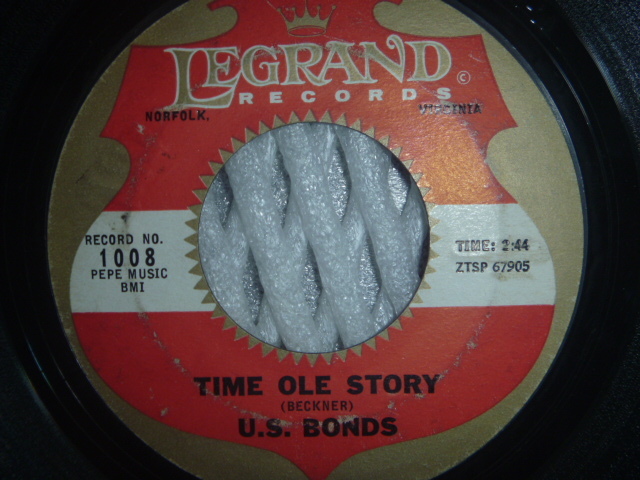 LEGRAND ©
RECORDS
NORFOLK, VIRGINIA
RECORD NO.
1008
PEPE MUSIC
BMI
TIME: 2:44
ZTSP 67905
TIME OLE STORY
(BECKNER)
U.S. BONDS